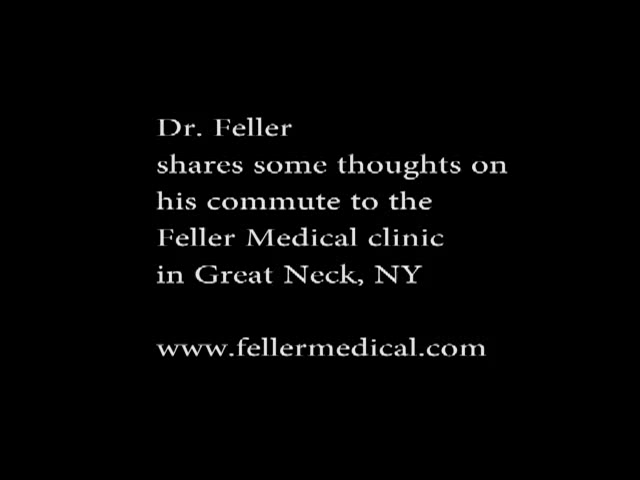 Dr. Feller
shares some thoughts on
his commute to the
Feller Medical clinic
in Great Neck, NY
www.fellermedical.com